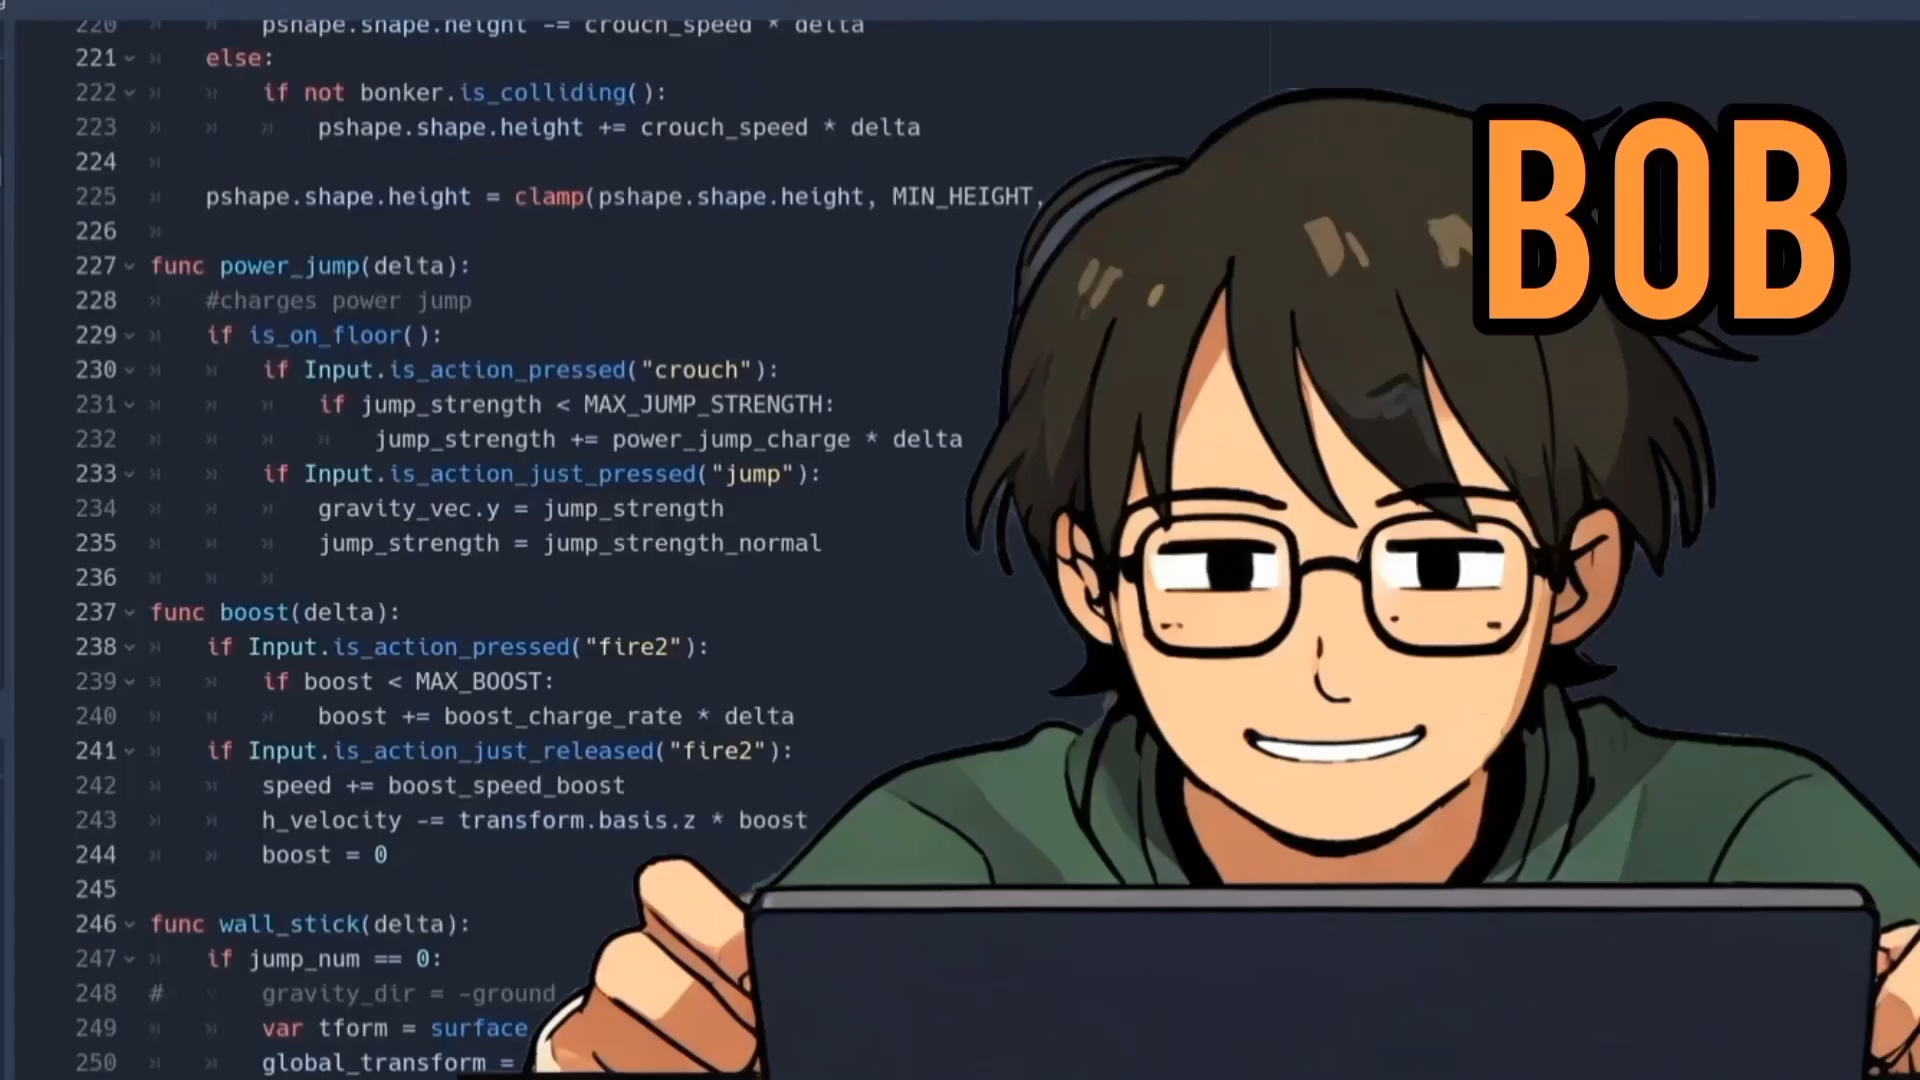 220 pshape.shape.height -= crouch_speed * delta
221 else:
222 if not bonker.is_colliding():
223 pshape.shape.height += crouch_speed * delta
224
225 pshape.shape.height = clamp(pshape.shape.height, MIN_HEIGHT,
226
227 func power_jump(delta):
228 #charges power jump
229 if is_on_floor():
230 if Input.is_action_pressed("crouch"):
231 if jump_strength < MAX_JUMP_STRENGTH:
232 jump_strength += power_jump_charge * delta
233 if Input.is_action_just_pressed("jump"):
234 gravity_vec.y = jump_strength
235 jump_strength = jump_strength_normal
236
237 func boost(delta):
238 if Input.is_action_pressed("fire2"):
239 if boost < MAX_BOOST:
240 boost += boost_charge_rate * delta
241 if Input.is_action_just_released("fire2"):
242 speed += boost_speed_boost
243 h_velocity -= transform.basis.z * boost
244 boost = 0
245
246 func wall_stick(delta):
247 if jump_num == 0:
248 # gravity_dir = -ground
249 var tform = surface
250 global_transform =
BOB